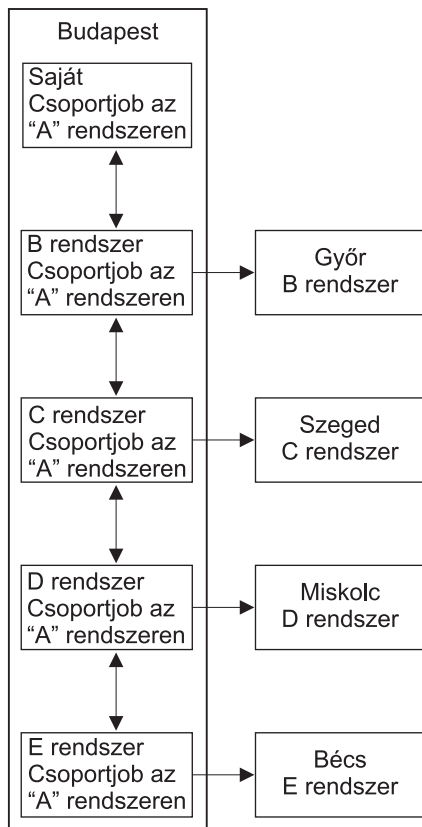 Budapest
Saját
Csoportjob az
“A” rendszeren
B rendszer
Csoportjob az
“A” rendszeren
Győr
B rendszer
C rendszer
Csoportjob az
“A” rendszeren
Szeged
C rendszer
D rendszer
Csoportjob az
“A” rendszeren
Miskolc
D rendszer
E rendszer
Csoportjob az
“A” rendszeren
Bécs
E rendszer